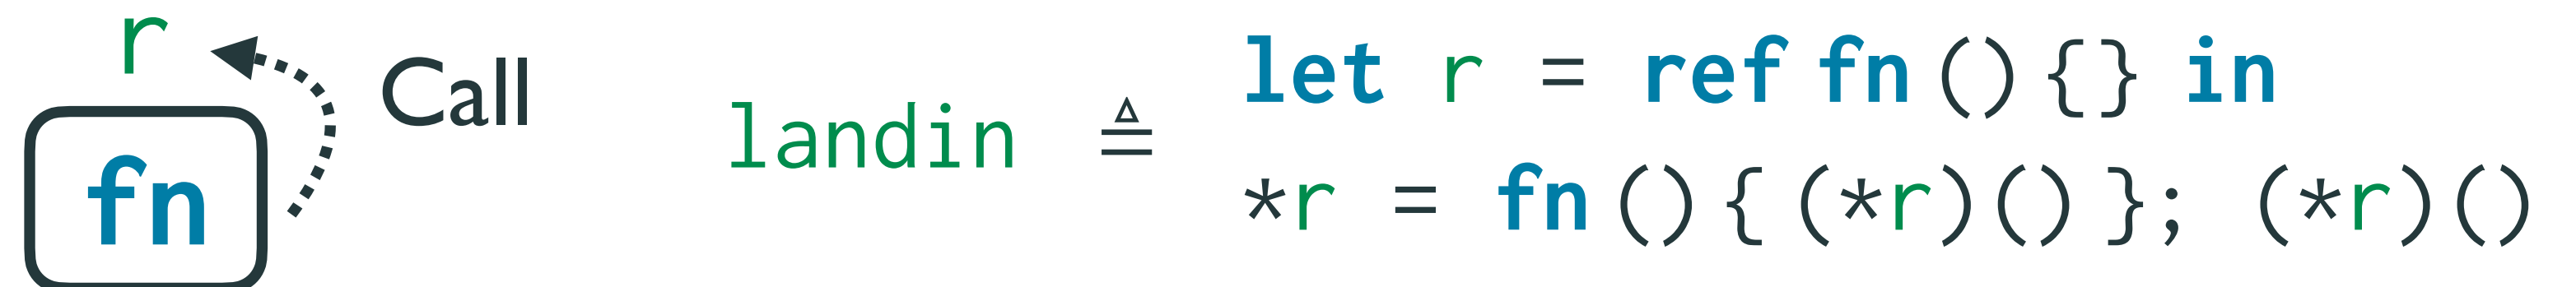 r
Call
fn
landin ≜
let r = ref fn(){} in
*r = fn(){(*r)()}; (*r)()